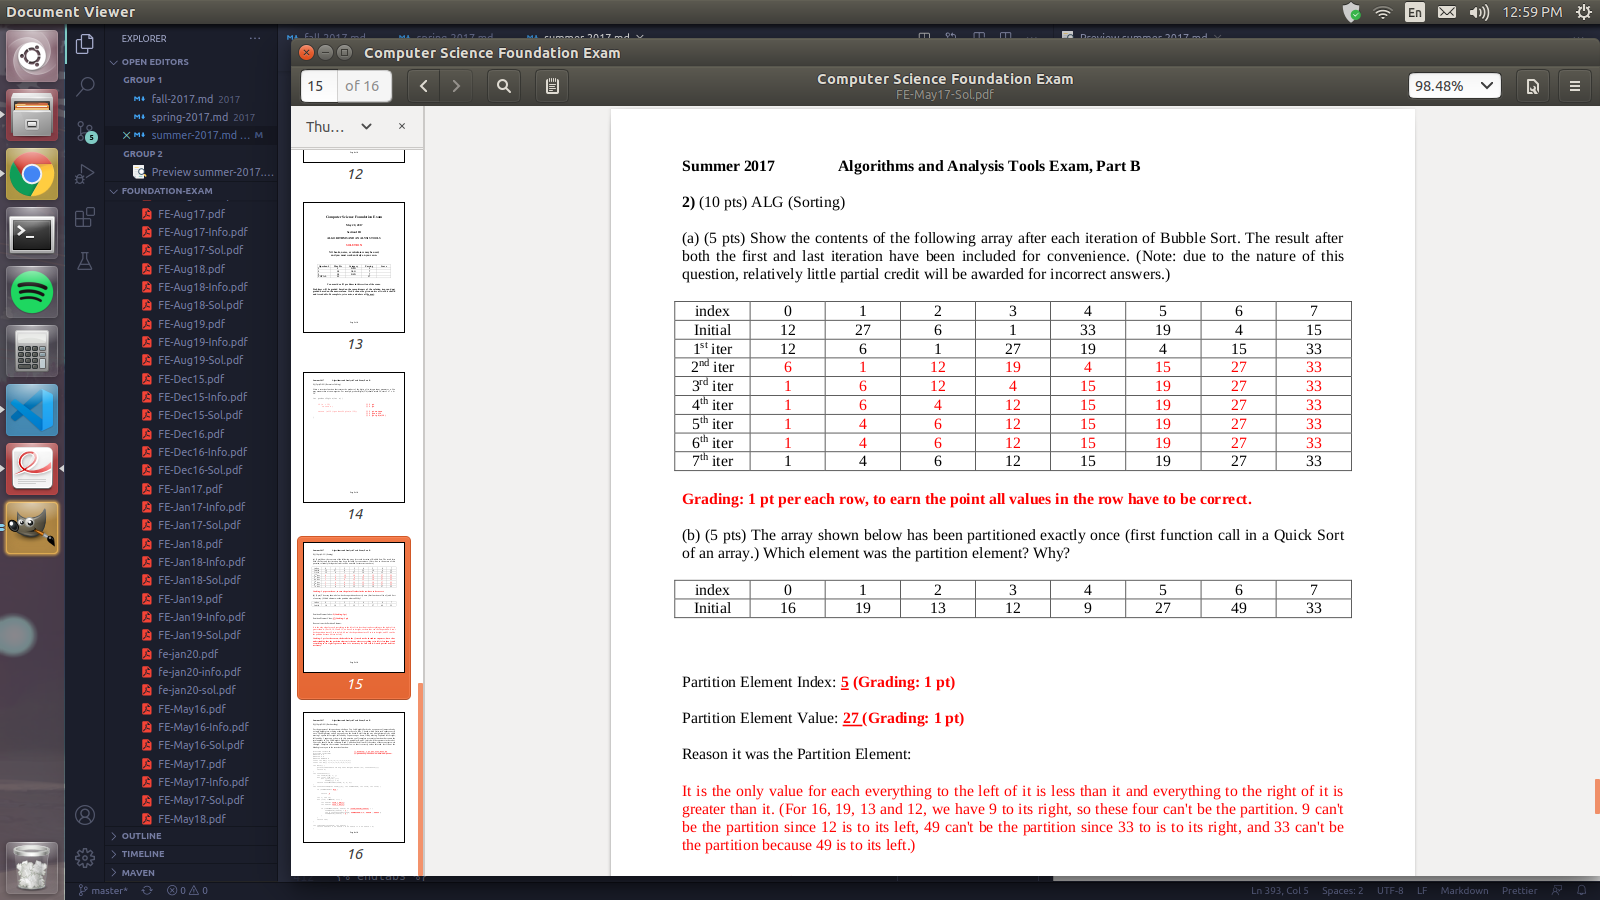 Document Viewer
En
12:59 PM
EXPLORER
OPEN EDITORS
GROUP 1
fall-2017.md 2017
spring-2017.md 2017
summer-2017.md ... M
GROUP 2
Preview summer-2017....
FOUNDATION-EXAM
FE-Aug17.pdf
FE-Aug17-Info.pdf
FE-Aug17-Sol.pdf
FE-Aug18.pdf
FE-Aug18-Info.pdf
FE-Aug18-Sol.pdf
FE-Aug19.pdf
FE-Aug19-Info.pdf
FE-Aug19-Sol.pdf
FE-Dec15.pdf
FE-Dec15-Info.pdf
FE-Dec15-Sol.pdf
FE-Dec16.pdf
FE-Dec16-Info.pdf
FE-Dec16-Sol.pdf
FE-Jan17.pdf
FE-Jan17-Info.pdf
FE-Jan17-Sol.pdf
FE-Jan18.pdf
FE-Jan18-Info.pdf
FE-Jan18-Sol.pdf
FE-Jan19.pdf
FE-Jan19-Info.pdf
FE-Jan19-Sol.pdf
fe-jan20.pdf
fe-jan20-info.pdf
fe-jan20-sol.pdf
FE-May16.pdf
FE-May16-Info.pdf
FE-May16-Sol.pdf
FE-May17.pdf
FE-May17-Info.pdf
FE-May17-Sol.pdf
FE-May18.pdf
OUTLINE
TIMELINE
MAVEN
5
master*
0 0
Computer Science Foundation Exam
15 of 16
Computer Science Foundation Exam
FE-May17-Sol.pdf
98.48%
Thu...
12
13
14
15
16
Summer 2017 Algorithms and Analysis Tools Exam, Part B
2) (10 pts) ALG (Sorting)
(a) (5 pts) Show the contents of the following array after each iteration of Bubble Sort. The result after
both the first and last iteration have been included for convenience. (Note: due to the nature of this
question, relatively little partial credit will be awarded for incorrect answers.)
index 0 1 2 3 4 5 6 7
Initial 12 27 6 1 33 19 4 15
1st iter 12 6 1 27 19 4 15 33
2nd iter 6 1 12 19 4 15 27 33
3rd iter 1 6 12 4 15 19 27 33
4th iter 1 6 4 12 15 19 27 33
5th iter 1 4 6 12 15 19 27 33
6th iter 1 4 6 12 15 19 27 33
7th iter 1 4 6 12 15 19 27 33
Grading: 1 pt per each row, to earn the point all values in the row have to be correct.
(b) (5 pts) The array shown below has been partitioned exactly once (first function call in a Quick Sort
of an array.) Which element was the partition element? Why?
index 0 1 2 3 4 5 6 7
Initial 16 19 13 12 9 27 49 33
Partition Element Index: 5 (Grading: 1 pt)
Partition Element Value: 27 (Grading: 1 pt)
Reason it was the Partition Element:
It is the only value for each everything to the left of it is less than it and everything to the right of it is
greater than it. (For 16, 19, 13 and 12, we have 9 to its right, so these four can't be the partition. 9 can't
be the partition since 12 is to its left, 49 can't be the partition since 33 to is to its right, and 33 can't be
the partition because 49 is to its left.)
Ln 393, Col 5 Spaces: 2 UTF-8 LF Markdown Prettier